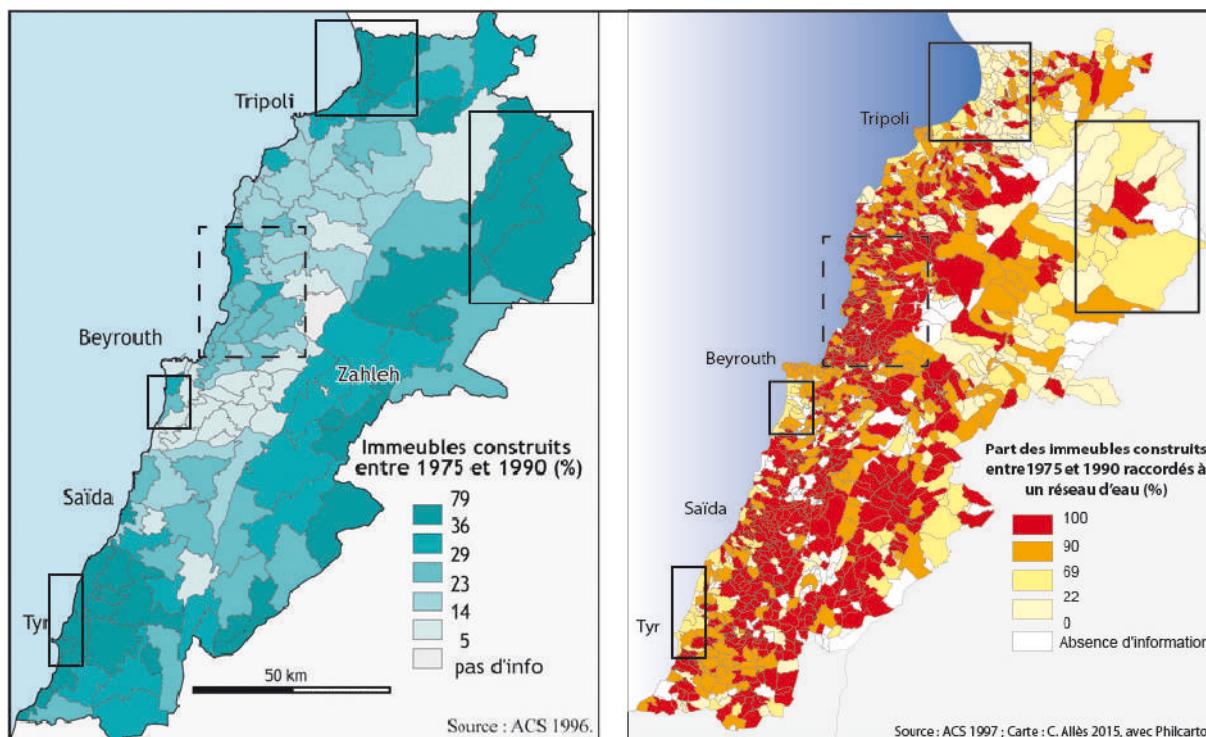 Tripoli
Beyrouth
Zahleh
Saïda
Tyr
Immeubles construits
entre 1975 et 1990 (%)
79
36
29
23
14
5
pas d'info
50 km
Source : ACS 1996.
Tripoli
Beyrouth
Saïda
Tyr
Part des immeubles construits
entre 1975 et 1990 raccordés à
un réseau d'eau (%)
100
90
69
22
0
Absence d'information
Source : ACS 1997 ; Carte : C. Allès 2015, avec Philcarto